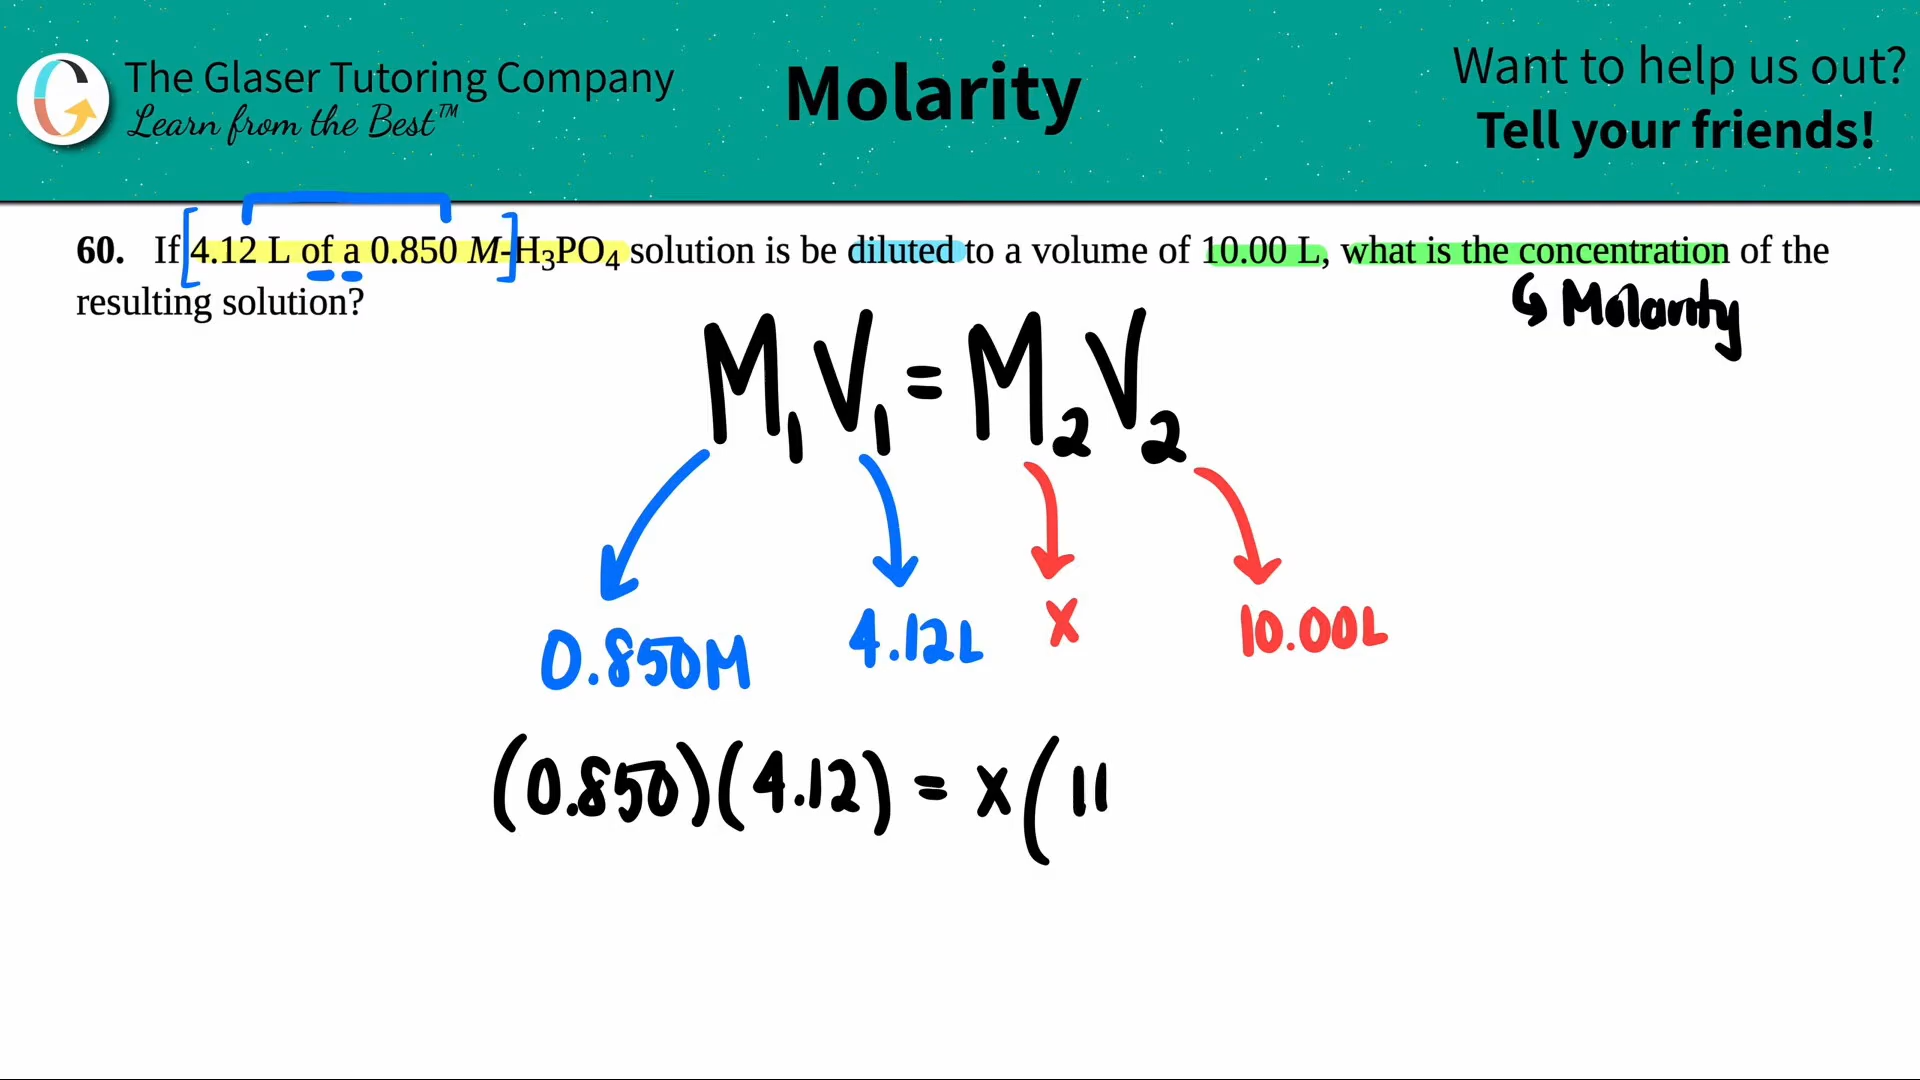 The Glaser Tutoring Company
Learn from the Best™
Molarity
Want to help us out?
Tell your friends!
60. If [4.12 L of a 0.850 M-]H₃PO₄ solution is be diluted to a volume of 10.00 L, what is the concentration of the
resulting solution?
↳ Molarity
M₁V₁ = M₂V₂
0.850M 4.12L x 10.00L
(0.850)(4.12) = x(11